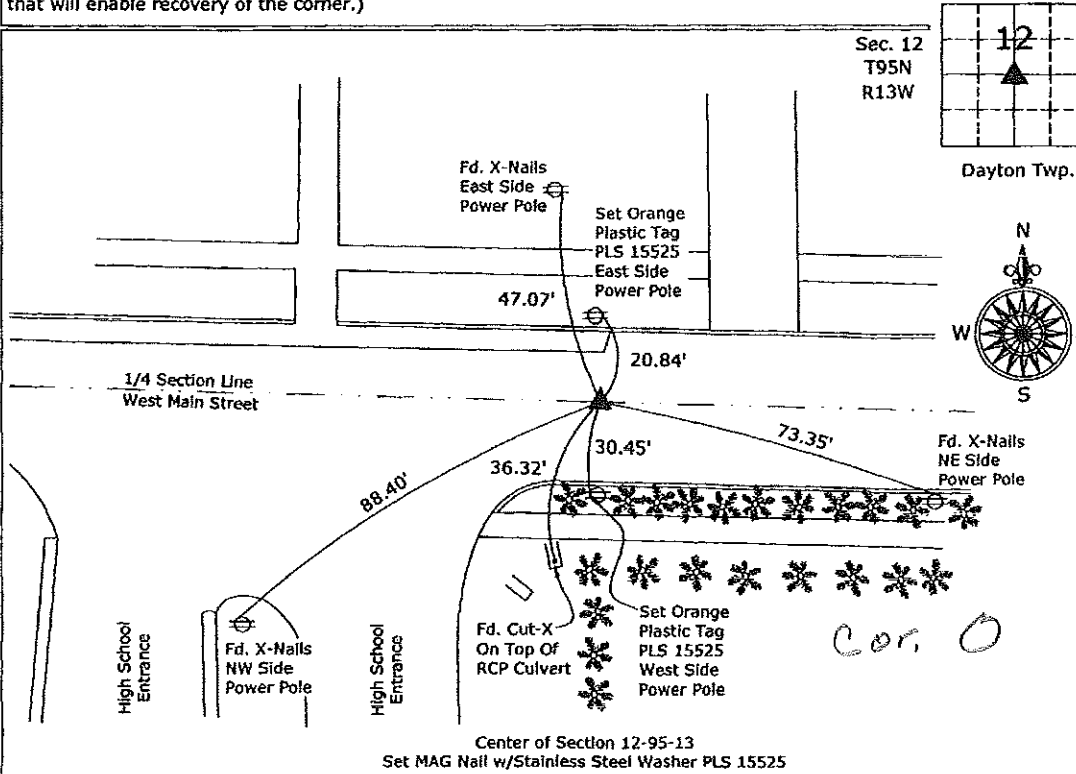 that will enable recovery of the corner.)
Sec. 12
T95N
R13W
12
Dayton Twp.
Fd. X-Nails
East Side
Power Pole
Set Orange
Plastic Tag
PLS 15525
East Side
Power Pole
N
W
S
47.07'
20.84'
1/4 Section Line
West Main Street
88.40'
36.32'
30.45'
73.35'
Fd. X-Nails
NE Side
Power Pole
High School
Entrance
Fd. X-Nails
NW Side
Power Pole
High School
Entrance
Fd. Cut-X
On Top Of
RCP Culvert
Set Orange
Plastic Tag
PLS 15525
West Side
Power Pole
Cor. O
Center of Section 12-95-13
Set MAG Nail w/Stainless Steel Washer PLS 15525